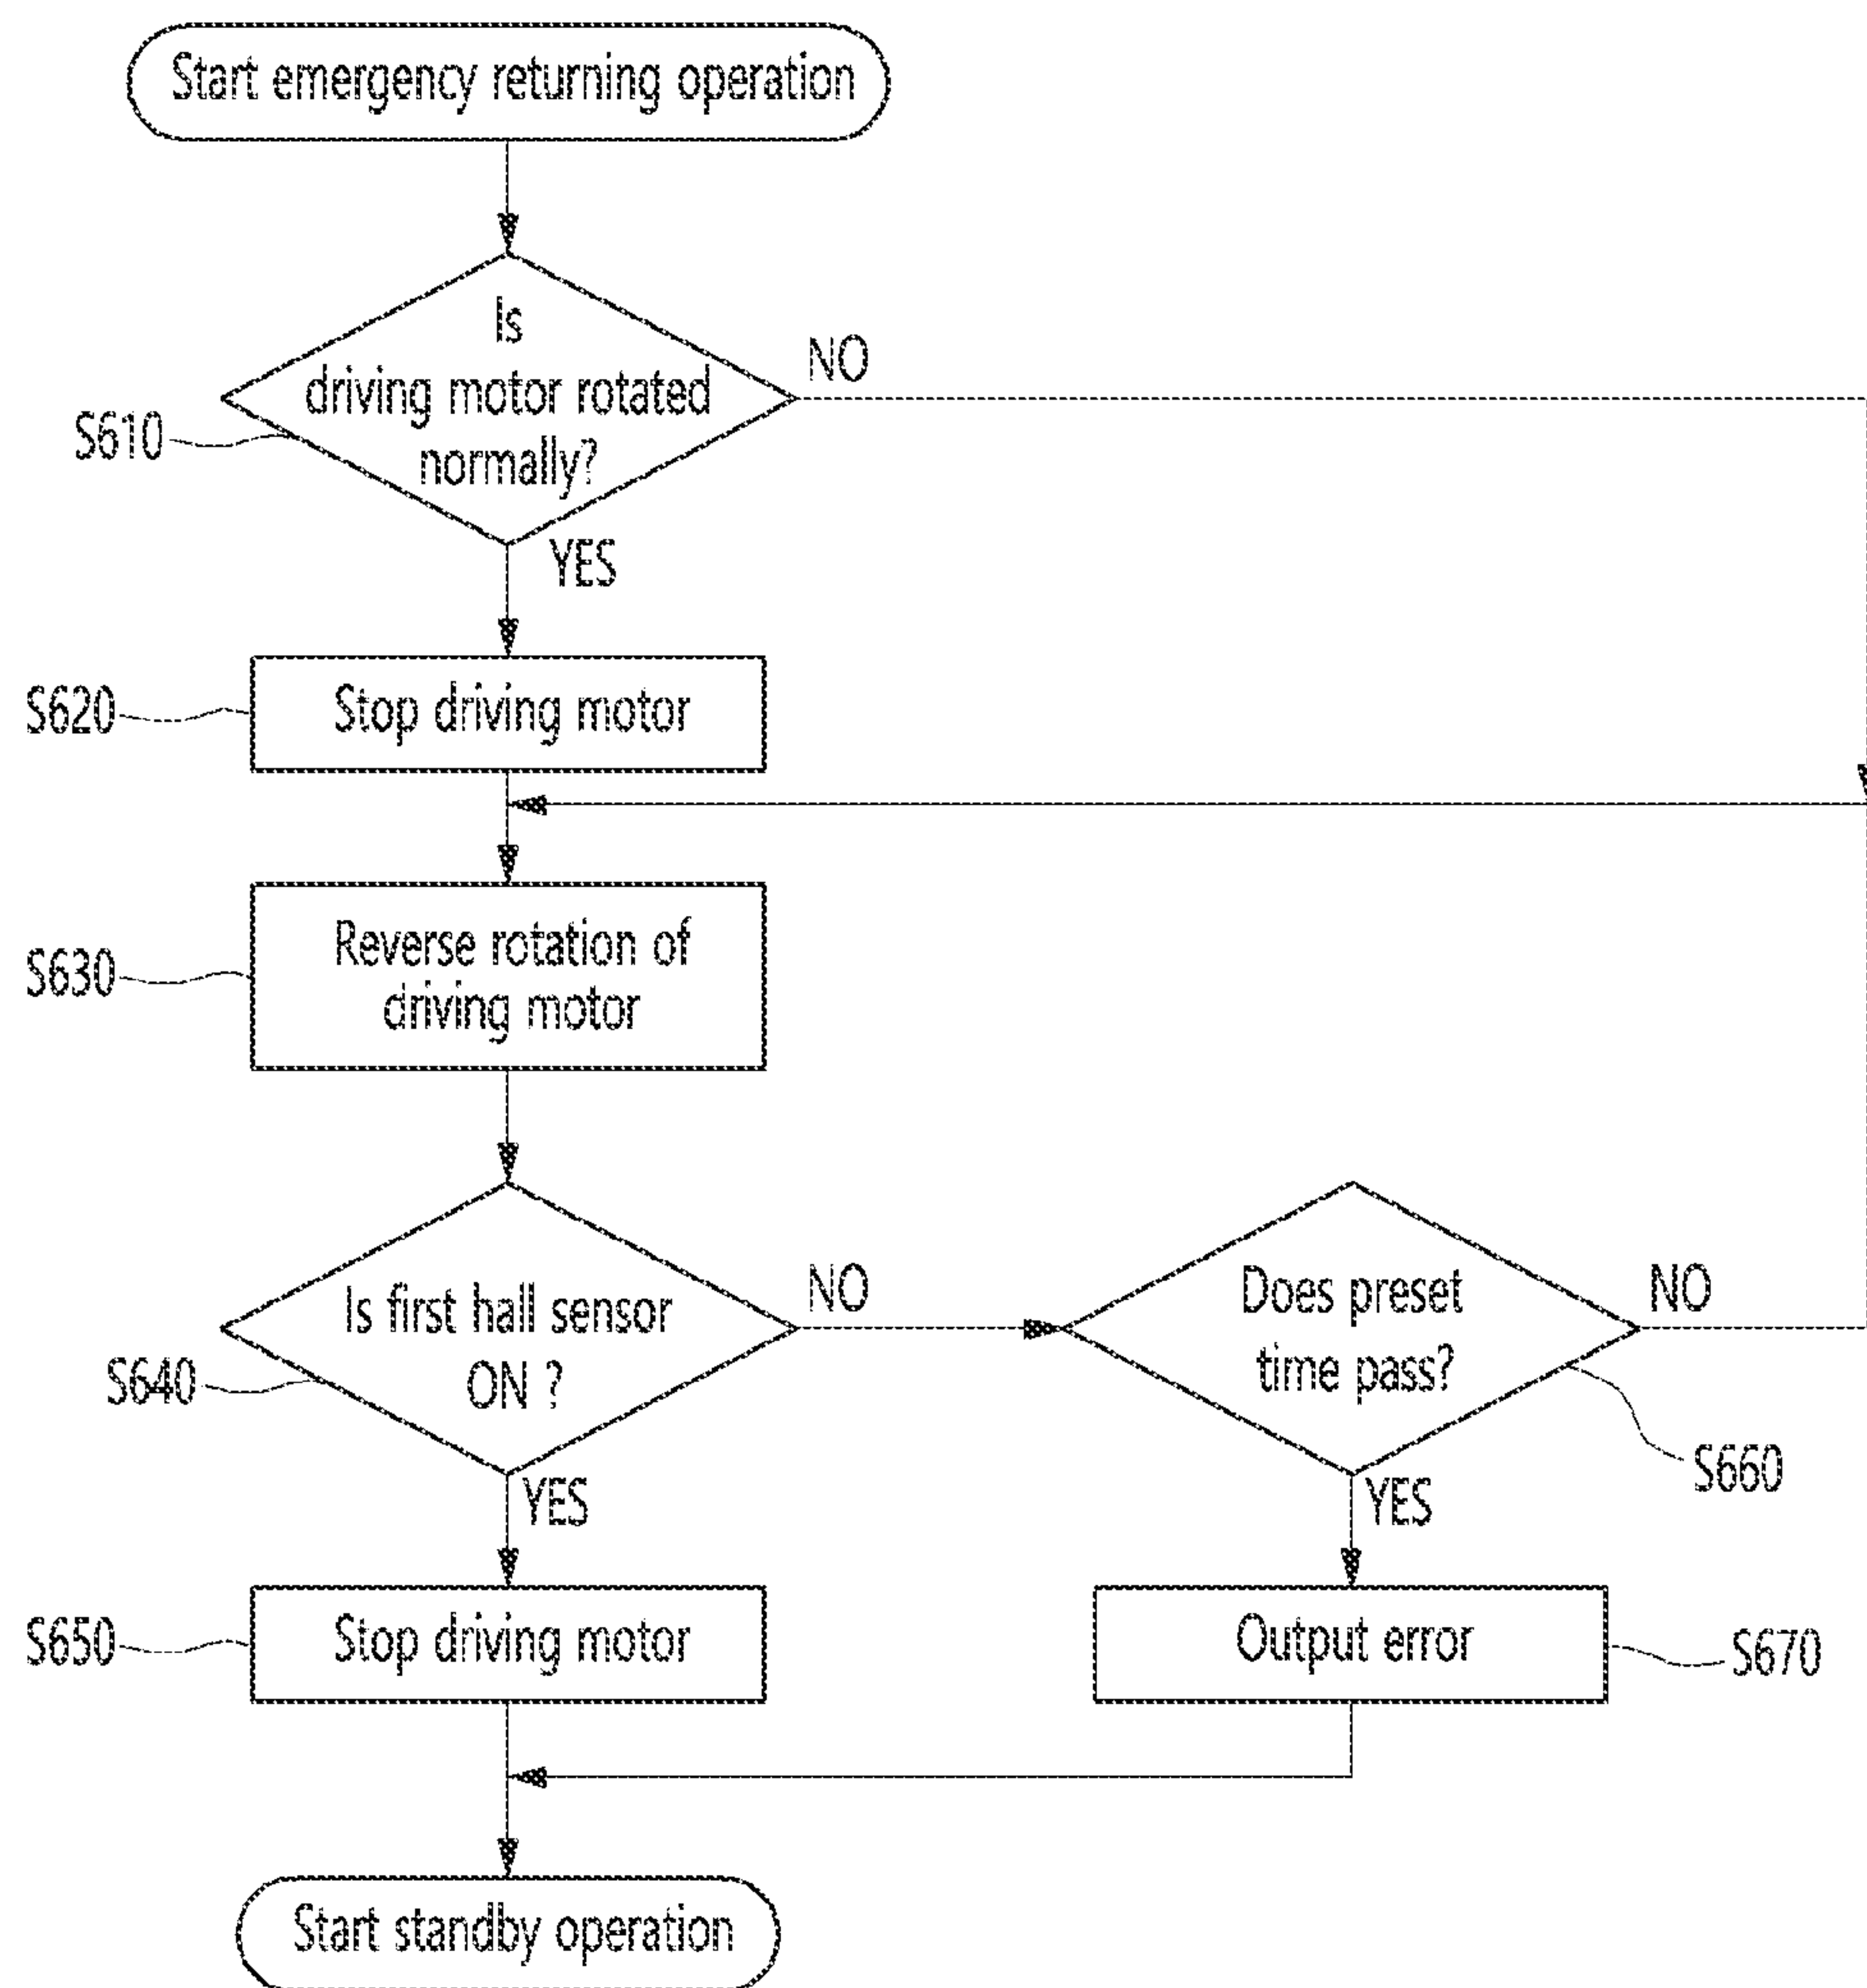 Start emergency returning operation
Is
driving motor rotated
normally?
NO
S610
YES
S620
Stop driving motor
S630
Reverse rotation of
driving motor
Is first hall sensor
ON ?
NO
S640
YES
Does preset
time pass?
NO
S660
YES
S650
Stop driving motor
Output error
S670
Start standby operation